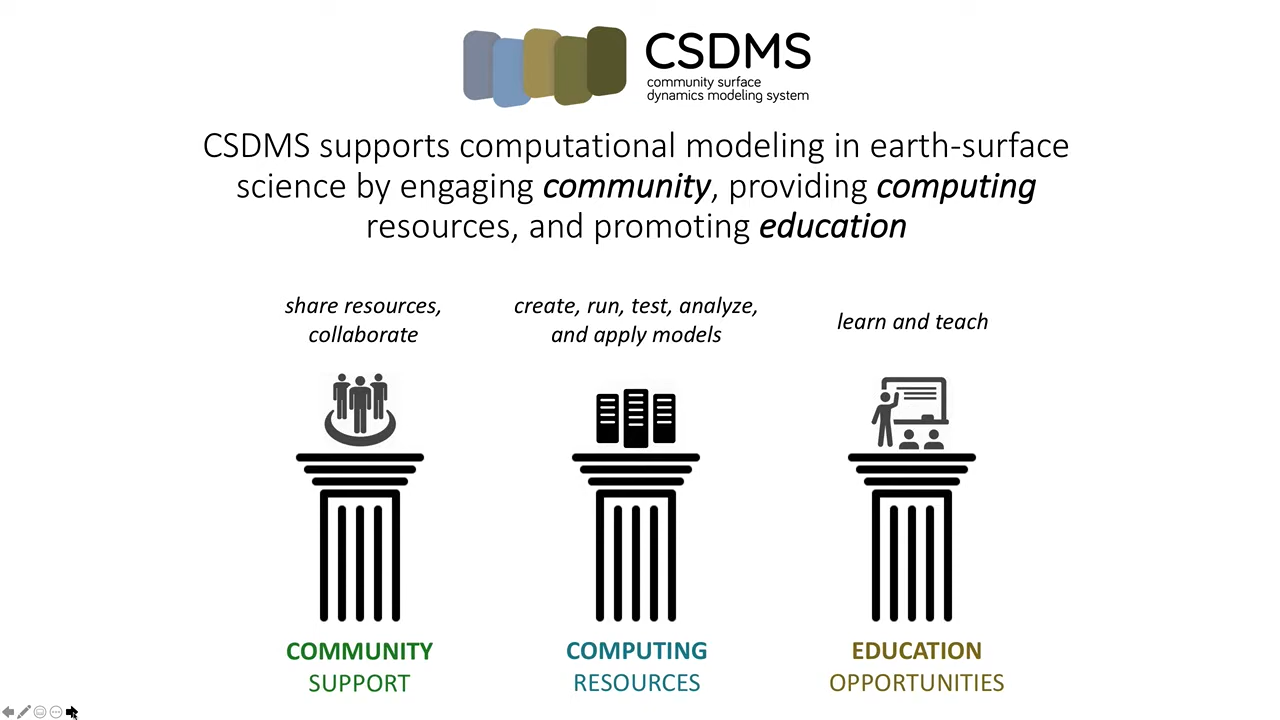 CSDMS
community surface
dynamics modeling system
CSDMS supports computational modeling in earth-surface
science by engaging community, providing computing
resources, and promoting education
share resources,
collaborate
create, run, test, analyze,
and apply models
learn and teach
COMMUNITY
SUPPORT
COMPUTING
RESOURCES
EDUCATION
OPPORTUNITIES